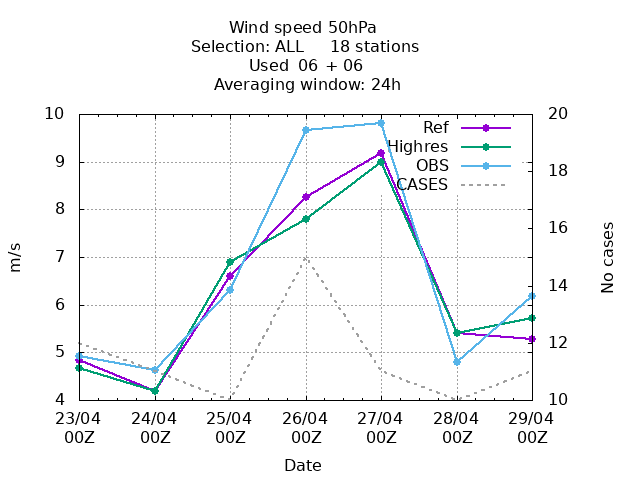 Wind speed 50hPa
Selection: ALL 18 stations
Used 06 + 06
Averaging window: 24h
10
9
8
7
6
5
4
m/s
20
18
16
14
12
10
No cases
Ref
Highres
OBS
CASES
23/04 24/04 25/04 26/04 27/04 28/04 29/04
00Z 00Z 00Z 00Z 00Z 00Z 00Z
Date